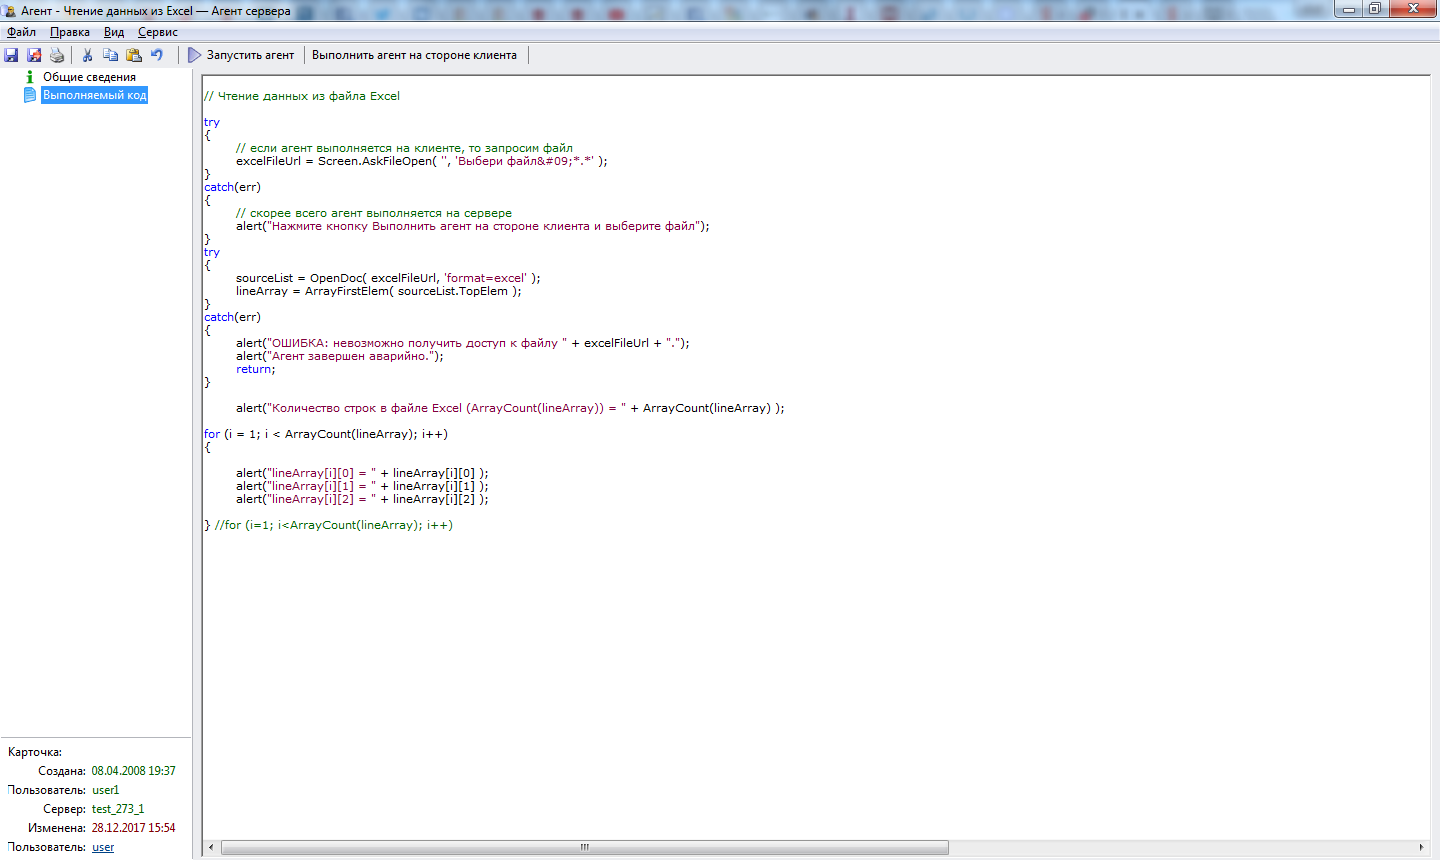 Агент - Чтение данных из Excel — Агент сервера
Файл Правка Вид Сервис
Запустить агент Выполнить агент на стороне клиента
Общие сведения
Выполняемый код
// Чтение данных из файла Excel
try
{
// если агент выполняется на клиенте, то запросим файл
excelFileUrl = Screen.AskFileOpen( '', 'Выбери файл&#09;*.*' );
}
catch(err)
{
// скорее всего агент выполняется на сервере
alert("Нажмите кнопку Выполнить агент на стороне клиента и выберите файл");
}
try
{
sourceList = OpenDoc( excelFileUrl, 'format=excel' );
lineArray = ArrayFirstElem( sourceList.TopElem );
}
catch(err)
{
alert("ОШИБКА: невозможно получить доступ к файлу " + excelFileUrl + ".");
alert("Агент завершен аварийно.");
return;
}
alert("Количество строк в файле Excel (ArrayCount(lineArray)) = " + ArrayCount(lineArray) );
for (i = 1; i < ArrayCount(lineArray); i++)
{
alert("lineArray[i][0] = " + lineArray[i][0] );
alert("lineArray[i][1] = " + lineArray[i][1] );
alert("lineArray[i][2] = " + lineArray[i][2] );
} //for (i=1; i<ArrayCount(lineArray); i++)
Карточка:
Создана: 08.04.2008 19:37
Пользователь: user1
Сервер: test_273_1
Изменена: 28.12.2017 15:54
Пользователь: user